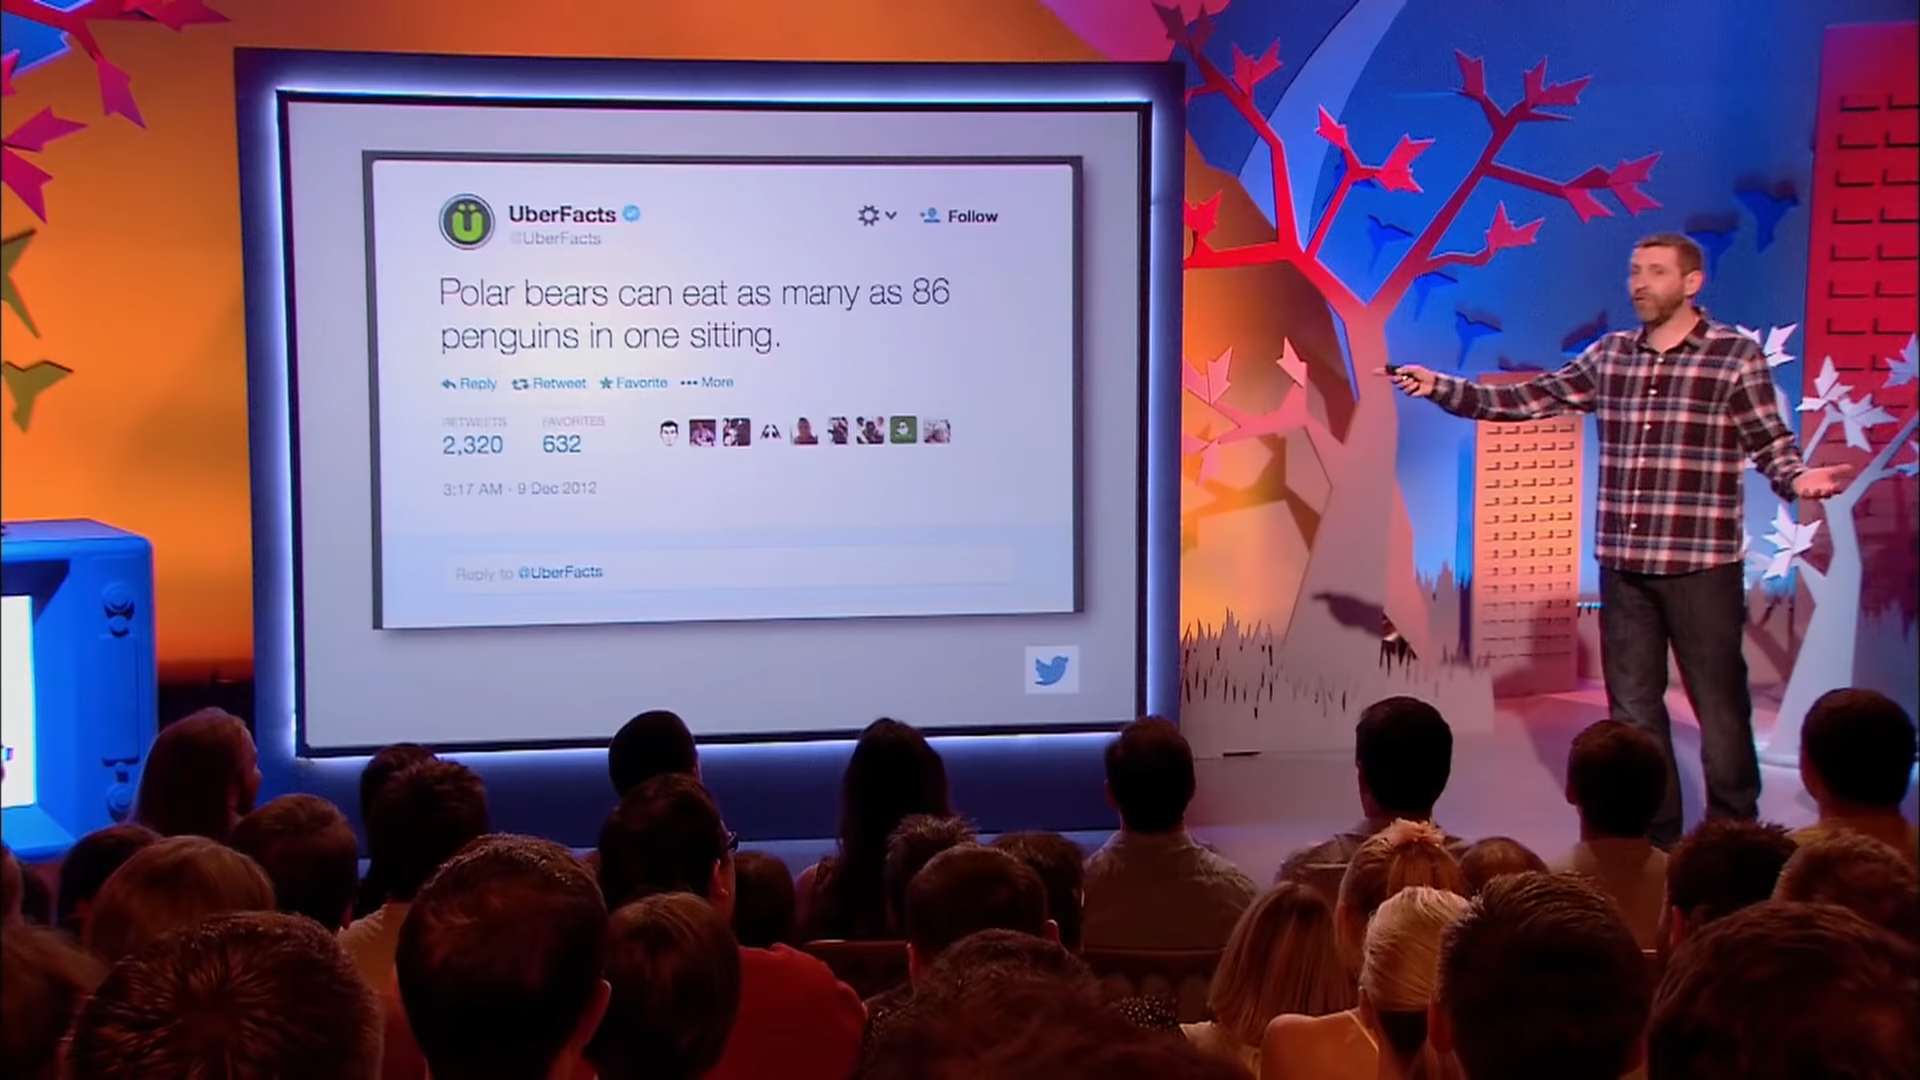 UberFacts
@UberFacts
Follow
Polar bears can eat as many as 86
penguins in one sitting.
Reply Retweet Favorite More
RETWEETS FAVORITES
2,320 632
3:17 AM - 9 Dec 2012
Reply to @UberFacts